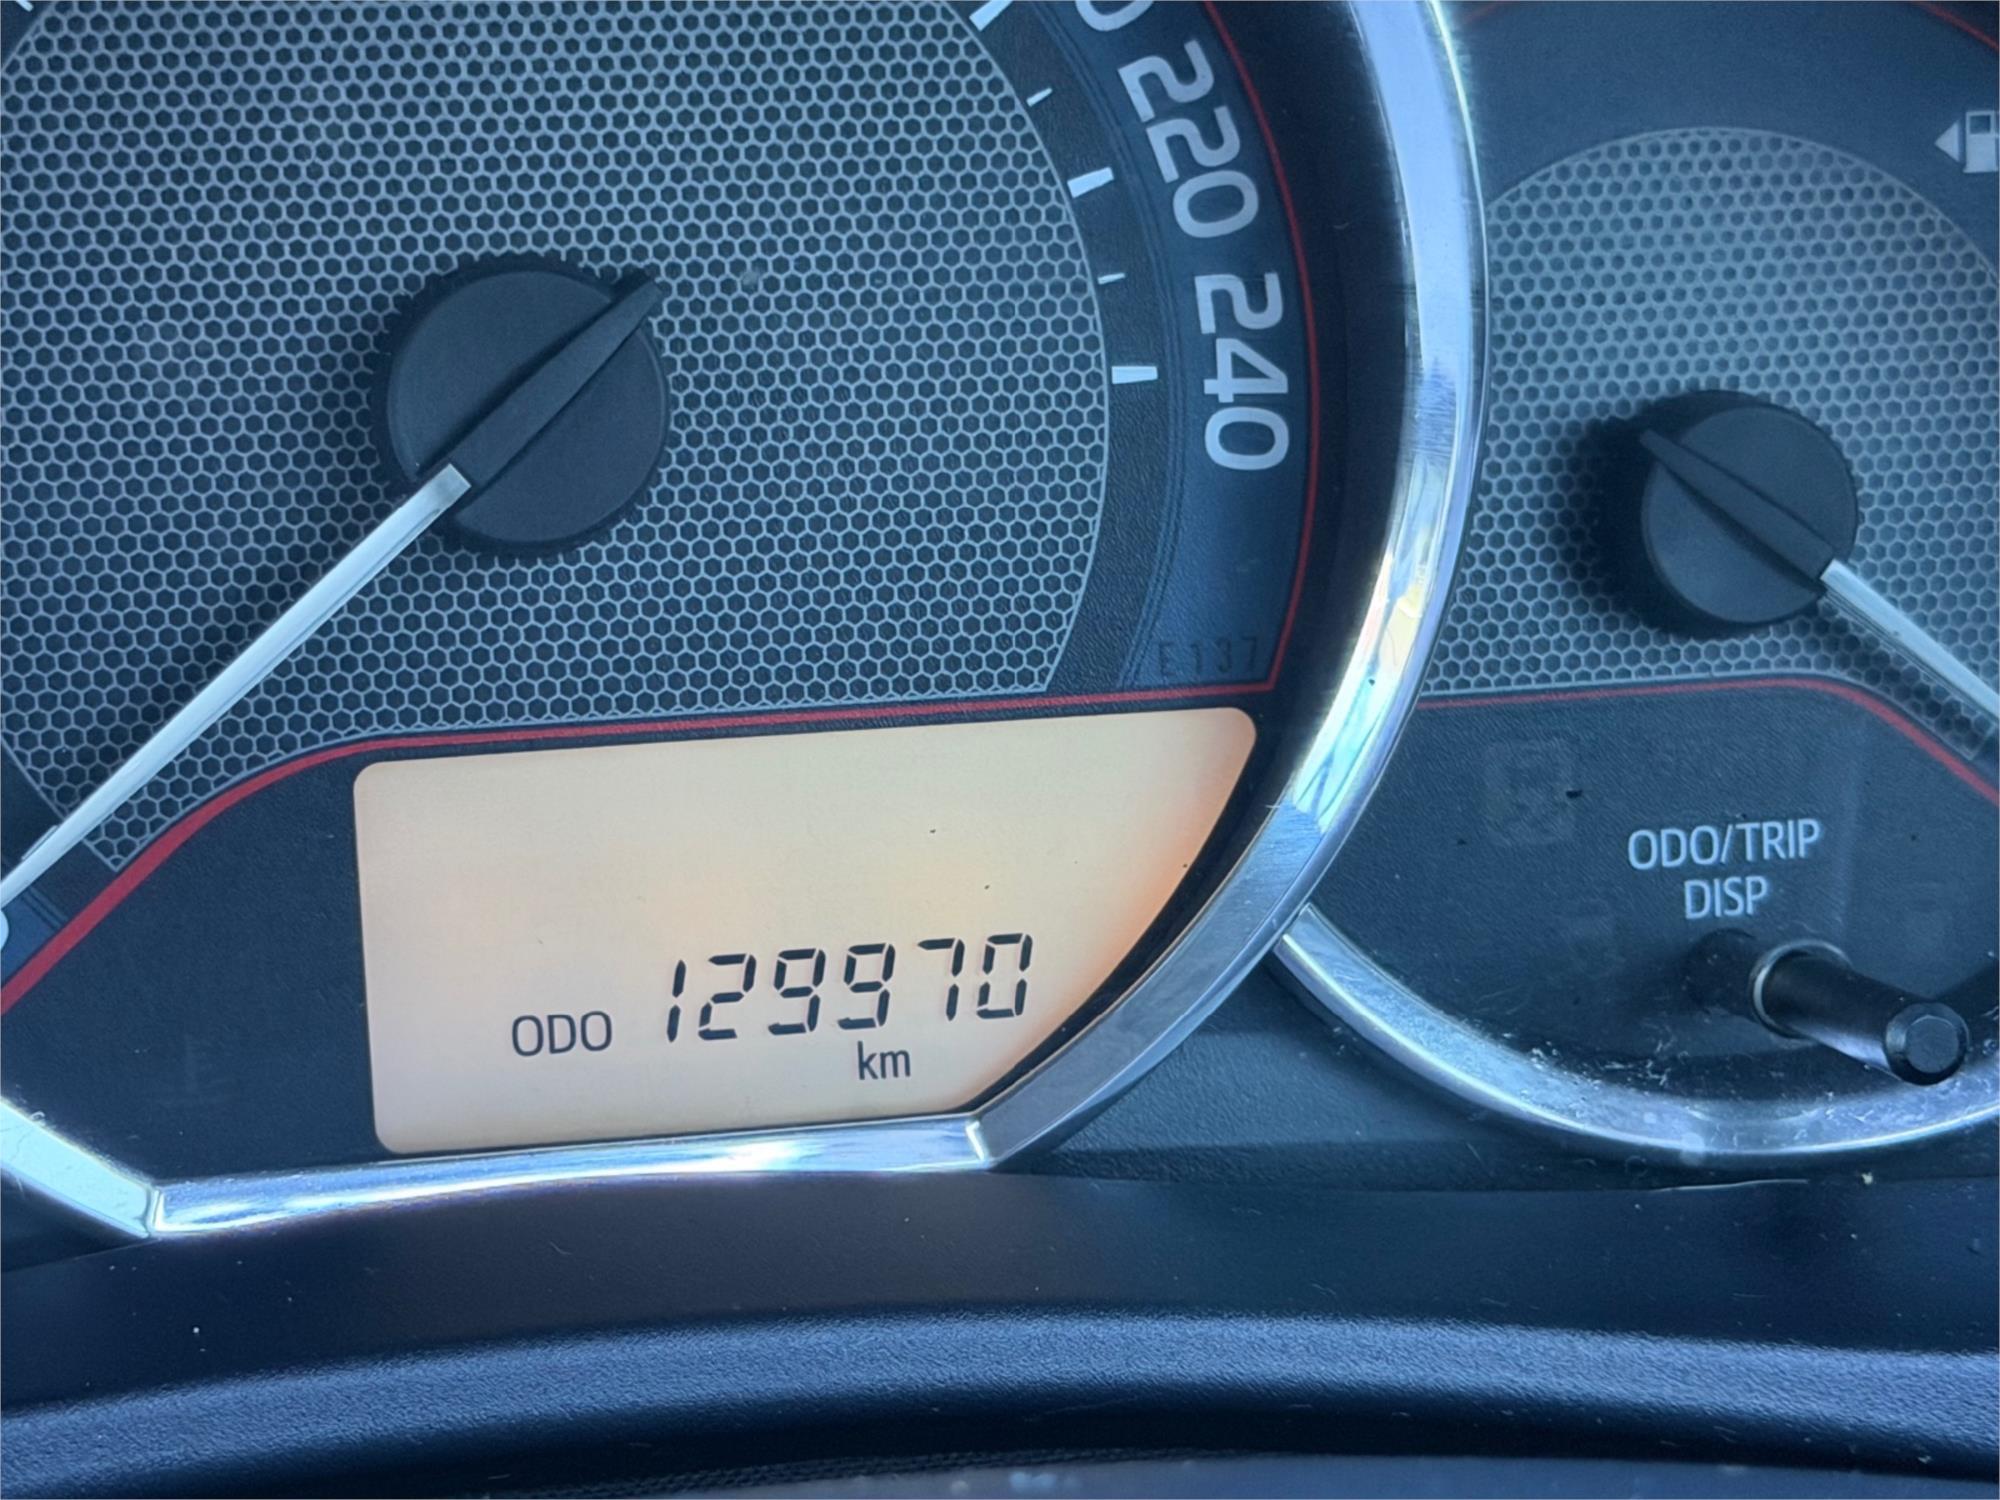 220
240
E137
ODO 129970
km
ODO/TRIP
DISP